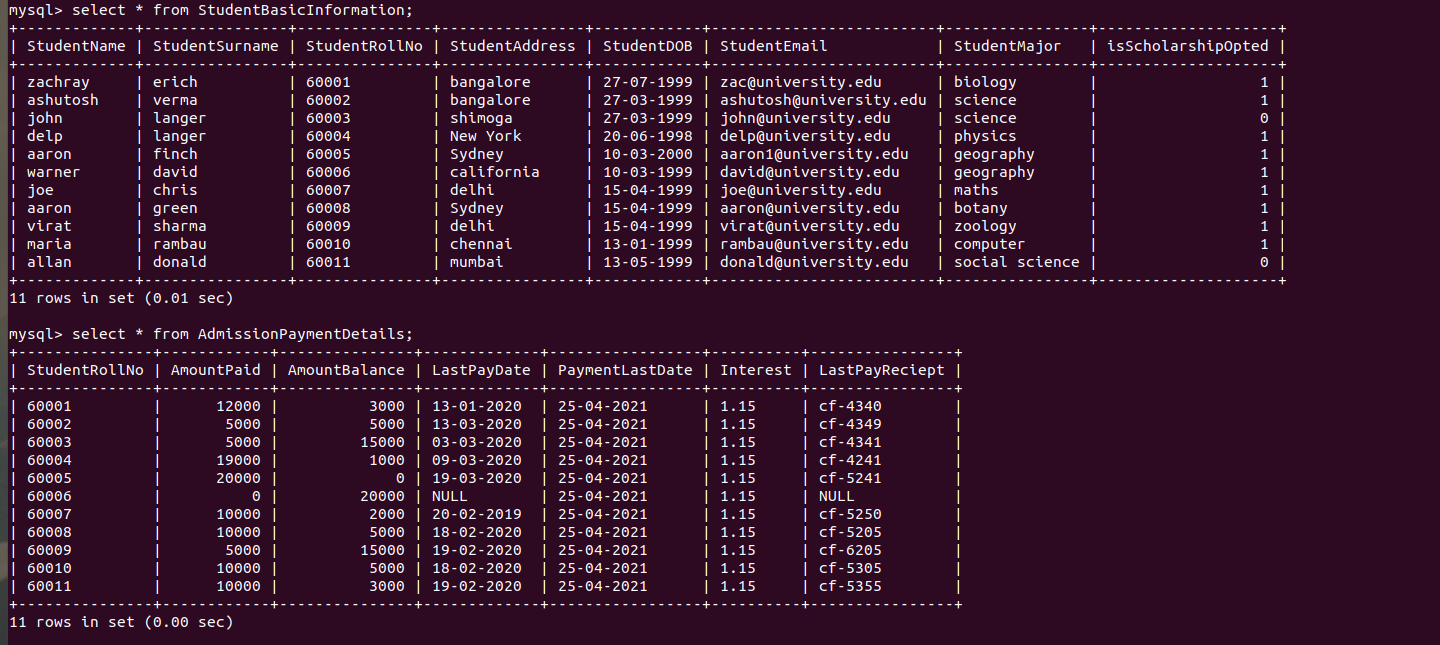 mysql> select * from StudentBasicInformation;
+-------------+----------------+---------------+----------------+------------+-------------------------+----------------+---------------------+
| StudentName | StudentSurname | StudentRollNo | StudentAddress | StudentDOB | StudentEmail            | StudentMajor   | isScholarshipOpted |
+-------------+----------------+---------------+----------------+------------+-------------------------+----------------+---------------------+
| zachray     | erich          | 60001         | bangalore      | 27-07-1999 | zac@university.edu      | biology        |                  1 |
| ashutosh    | verma          | 60002         | bangalore      | 27-03-1999 | ashutosh@university.edu | science        |                  1 |
| john        | langer         | 60003         | shimoga        | 27-03-1999 | john@university.edu     | science        |                  0 |
| delp        | langer         | 60004         | New York       | 20-06-1998 | delp@university.edu     | physics        |                  1 |
| aaron       | finch          | 60005         | Sydney         | 10-03-2000 | aaron1@university.edu   | geography      |                  1 |
| warner      | david          | 60006         | california     | 10-03-1999 | david@university.edu    | geography      |                  1 |
| joe         | chris          | 60007         | delhi          | 15-04-1999 | joe@university.edu      | maths          |                  1 |
| aaron       | green          | 60008         | Sydney         | 15-04-1999 | aaron@university.edu    | botany         |                  1 |
| virat       | sharma         | 60009         | delhi          | 15-04-1999 | virat@university.edu    | zoology        |                  1 |
| maria       | rambau         | 60010         | chennai        | 13-01-1999 | rambau@university.edu   | computer       |                  1 |
| allan       | donald         | 60011         | mumbai         | 13-05-1999 | donald@university.edu   | social science |                  0 |
+-------------+----------------+---------------+----------------+------------+-------------------------+----------------+---------------------+
11 rows in set (0.01 sec)
mysql> select * from AdmissionPaymentDetails;
+---------------+------------+---------------+-------------+-----------------+----------+----------------+
| StudentRollNo | AmountPaid | AmountBalance | LastPayDate | PaymentLastDate | Interest | LastPayReciept |
+---------------+------------+---------------+-------------+-----------------+----------+----------------+
| 60001         |      12000 |          3000 | 13-01-2020  | 25-04-2021      | 1.15     | cf-4340        |
| 60002         |       5000 |          5000 | 13-03-2020  | 25-04-2021      | 1.15     | cf-4349        |
| 60003         |       5000 |         15000 | 03-03-2020  | 25-04-2021      | 1.15     | cf-4341        |
| 60004         |      19000 |          1000 | 09-03-2020  | 25-04-2021      | 1.15     | cf-4241        |
| 60005         |      20000 |             0 | 19-03-2020  | 25-04-2021      | 1.15     | cf-5241        |
| 60006         |          0 |         20000 | NULL        | 25-04-2021      | 1.15     | NULL           |
| 60007         |      10000 |          2000 | 20-02-2019  | 25-04-2021      | 1.15     | cf-5250        |
| 60008         |      10000 |          5000 | 18-02-2020  | 25-04-2021      | 1.15     | cf-5205        |
| 60009         |       5000 |         15000 | 19-02-2020  | 25-04-2021      | 1.15     | cf-6205        |
| 60010         |      10000 |          5000 | 18-02-2020  | 25-04-2021      | 1.15     | cf-5305        |
| 60011         |      10000 |          3000 | 19-02-2020  | 25-04-2021      | 1.15     | cf-5355        |
+---------------+------------+---------------+-------------+-----------------+----------+----------------+
11 rows in set (0.00 sec)